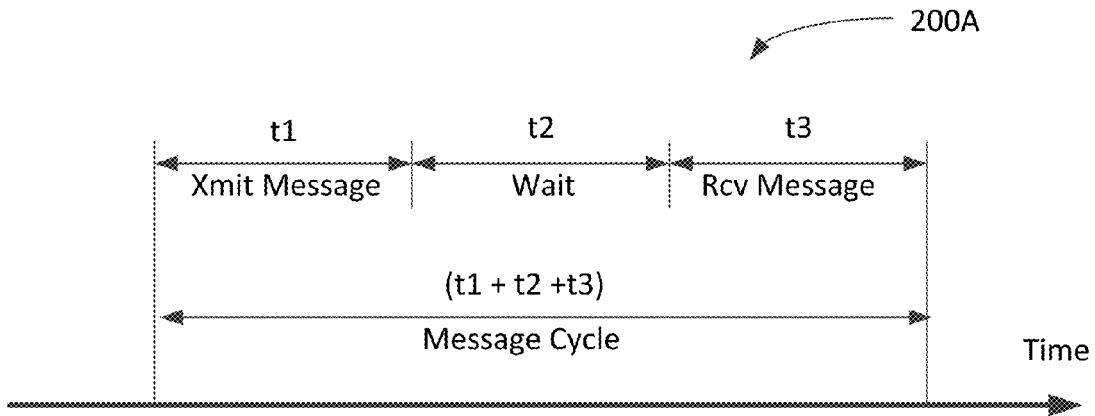 200A
t1 t2 t3
Xmit Message Wait Rcv Message
(t1 + t2 +t3)
Message Cycle
Time